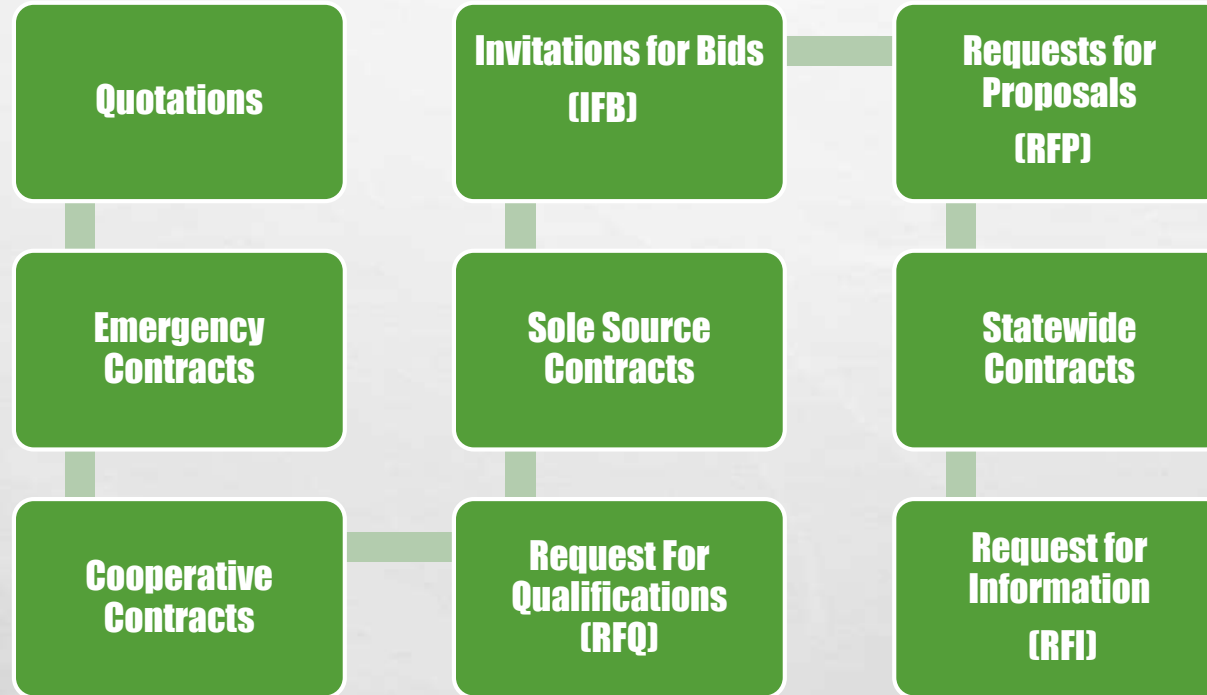 Quotations
Emergency
Contracts
Cooperative
Contracts
Request For
Qualifications
(RFQ)
Sole Source
Contracts
Invitations for Bids
(IFB)
Requests for
Proposals
(RFP)
Statewide
Contracts
Request for
Information
(RFI)